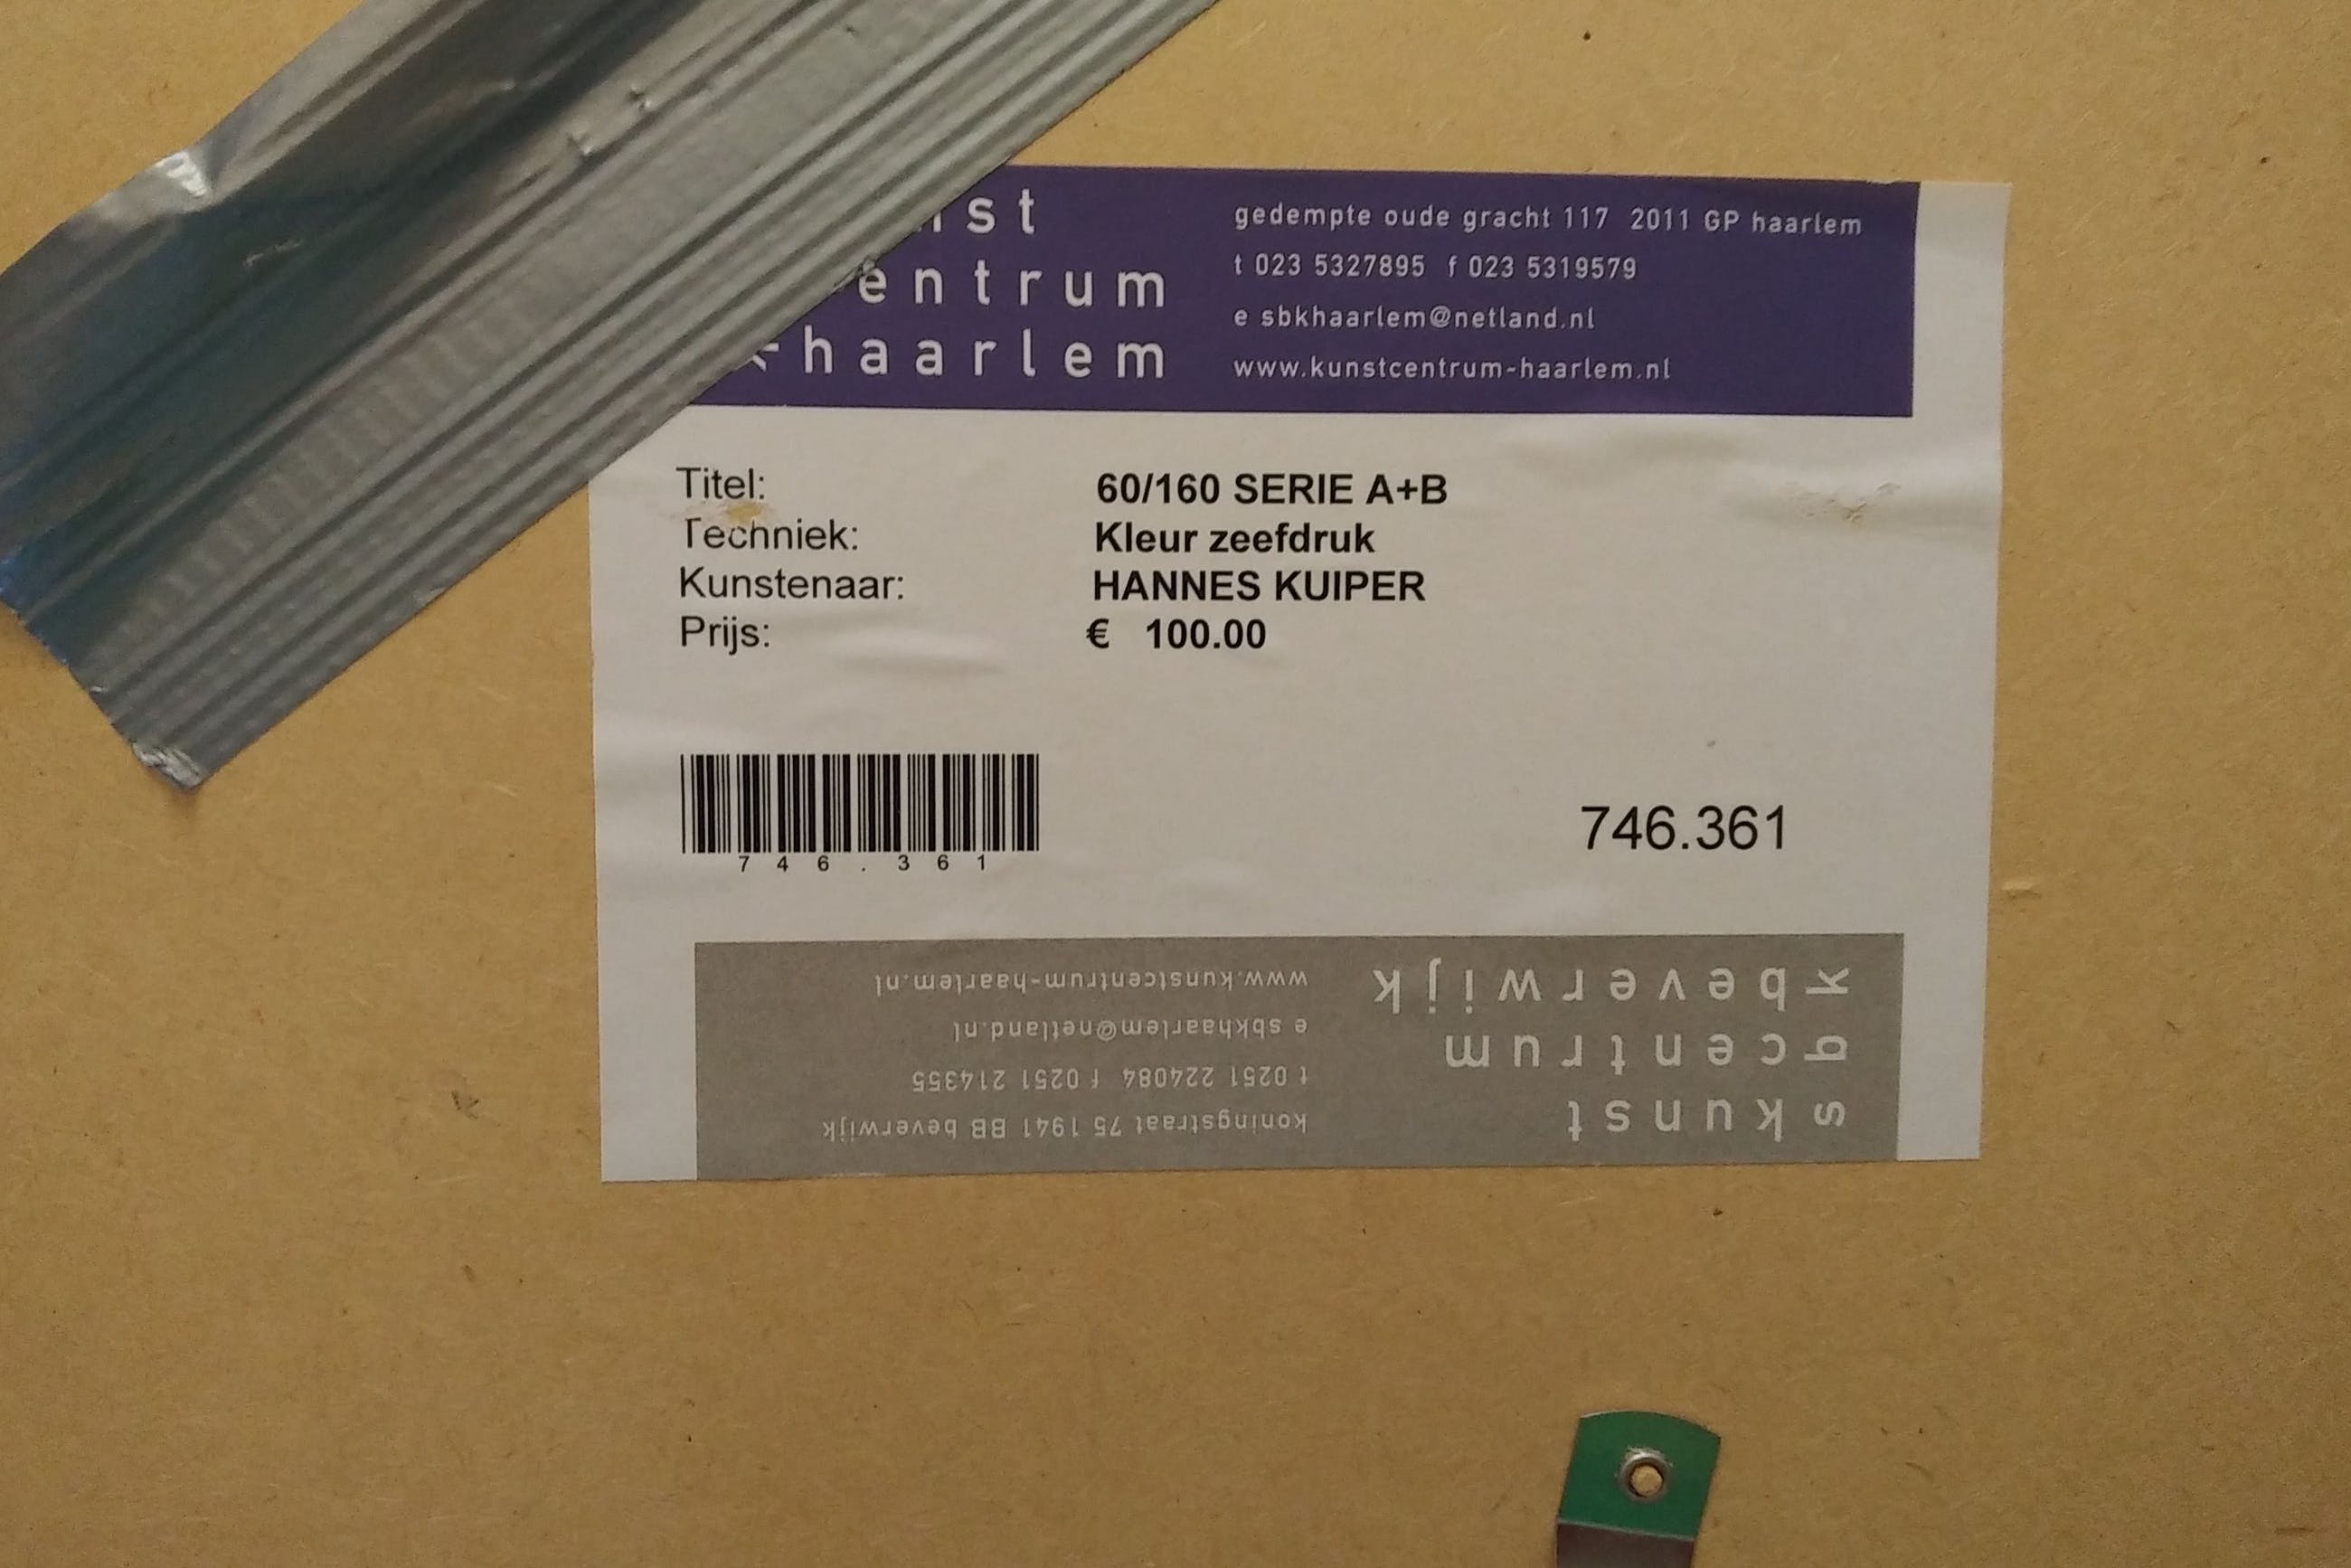 st
entrum
haarlem
gedempte oude gracht 117 2011 GP haarlem
t 023 5327895 f 023 5319579
e sbkhaarlem@netland.nl
www.kunstcentrum-haarlem.nl
Titel: 60/160 SERIE A+B
Techniek: Kleur zeefdruk
Kunstenaar: HANNES KUIPER
Prijs: € 100.00
746.361
746.361
s kunst
b centrum
k beverwijk
koningstraat 75 1941 BB beverwijk
t 0251 224084 f 0251 214355
e sbkhaarlem@netland.nl
www.kunstcentrum-haarlem.nl